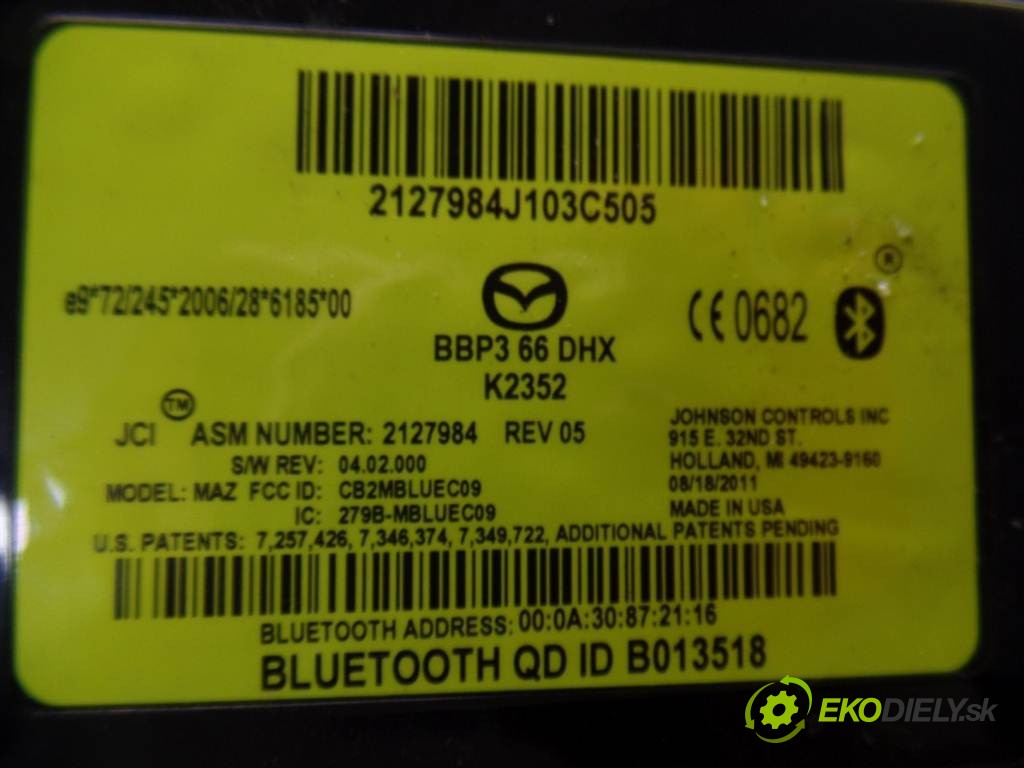 2127984J103C505
e9*72/245*2006/28*6185*00
CE 0682
®
BBP3 66 DHX
K2352
JCI™ ASM NUMBER: 2127984 REV 05
S/W REV: 04.02.000
MODEL: MAZ FCC ID: CB2MBLUEC09
IC: 279B-MBLUEC09
JOHNSON CONTROLS INC
915 E. 32ND ST.
HOLLAND, MI 49423-9160
08/18/2011
MADE IN USA
U.S. PATENTS: 7,257,426, 7,346,374, 7,349,722, ADDITIONAL PATENTS PENDING
BLUETOOTH ADDRESS: 00:0A:30:87:21:16
BLUETOOTH QD ID B013518
EKODIELY.sk